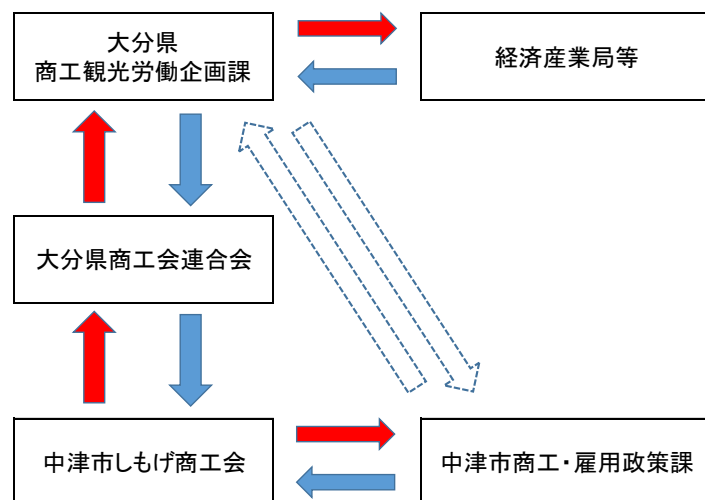 大分県
商工観光労働企画課
経済産業局等
大分県商工会連合会
中津市しもげ商工会
中津市商工・雇用政策課